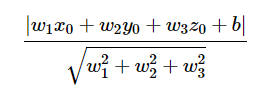 |w₁x₀ + w₂y₀ + w₃z₀ + b|
√(w₁² + w₂² + w₃²)